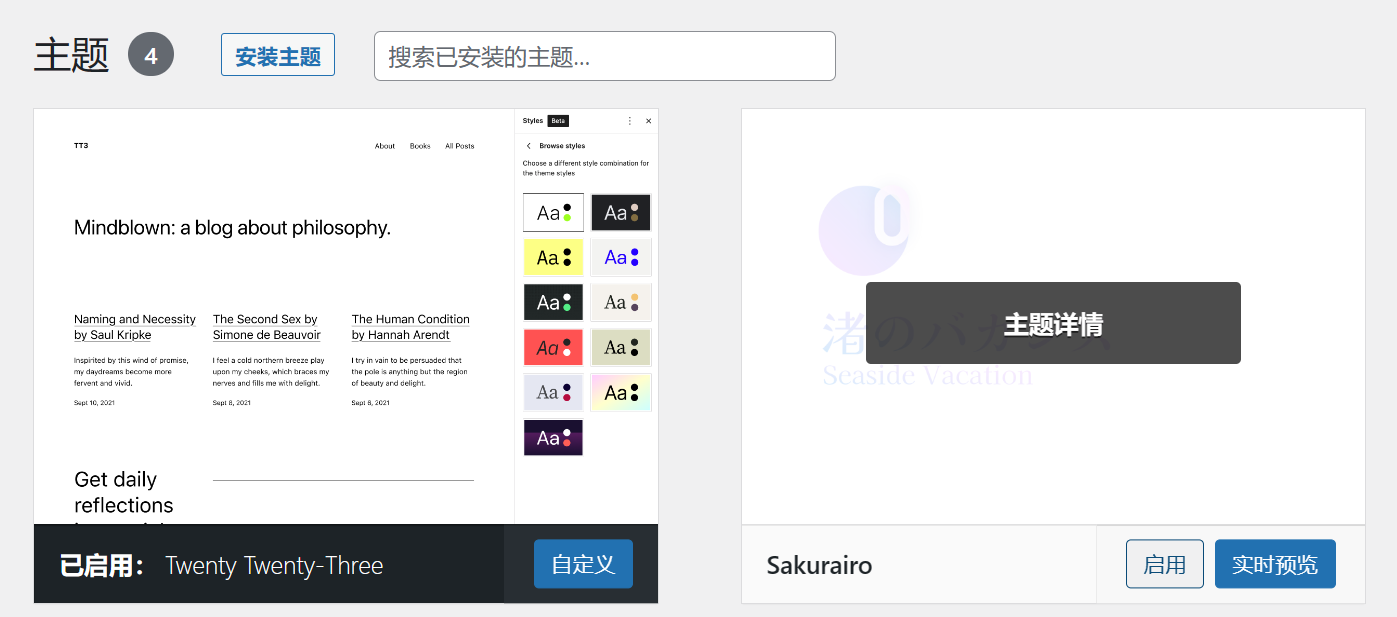 主题 4 安装主题 搜索已安装的主题...
TT3 About Books All Posts
Mindblown: a blog about philosophy.
Naming and Necessity
by Saul Kripke
Inspirited by this wind of promise,
my daydreams become more
fervent and vivid.
Sept 10, 2021
The Second Sex by
Simone de Beauvoir
I feel a cold northern breeze play
upon my cheeks, which braces my
nerves and fills me with delight.
Sept 8, 2021
The Human Condition
by Hannah Arendt
I try in vain to be persuaded that
the pole is anything but the region
of beauty and delight.
Sept 6, 2021
Get daily
reflections
Styles Beta
Browse styles
Choose a different style combination for
the theme styles
Aa Aa
Aa Aa
Aa Aa
Aa Aa
Aa Aa
Aa
已启用： Twenty Twenty-Three 自定义
渚のバカ
主题详情
Seaside Vacation
Sakurairo 启用 实时预览